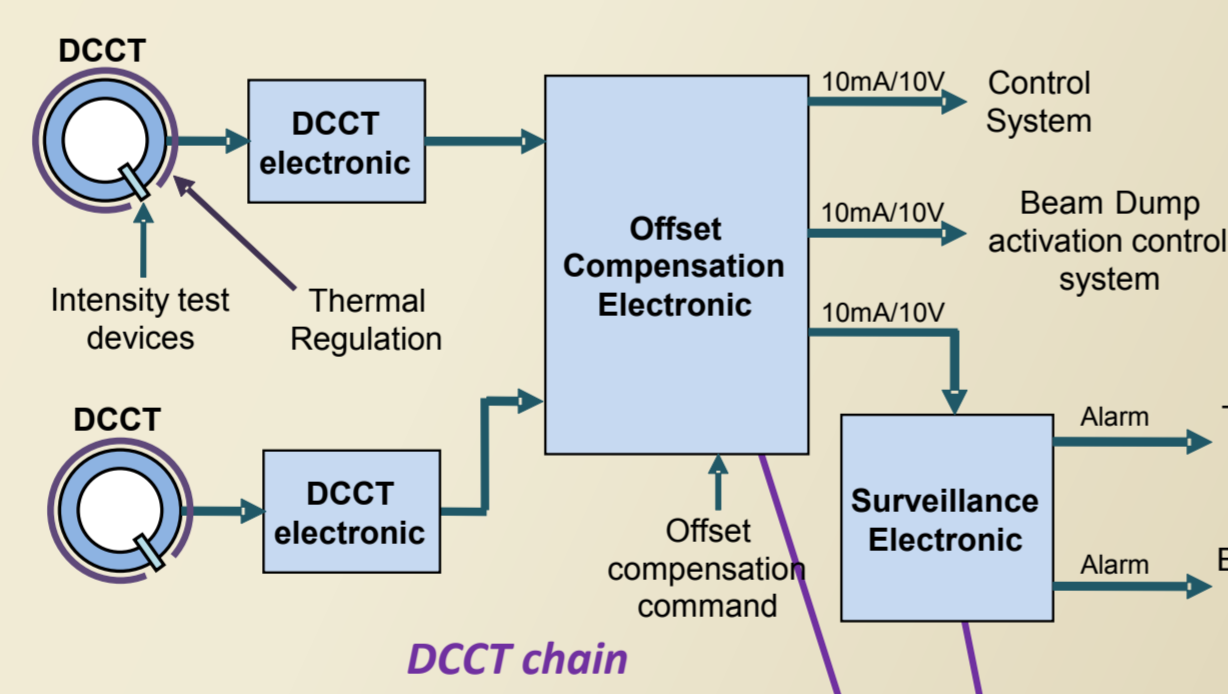 DCCT
DCCT
electronic
Intensity test
devices
Thermal
Regulation
DCCT
DCCT
electronic
Offset
Compensation
Electronic
10mA/10V
Control
System
10mA/10V
Beam Dump
activation control
system
10mA/10V
Surveillance
Electronic
Alarm
Alarm
Offset
compensation
command
DCCT chain